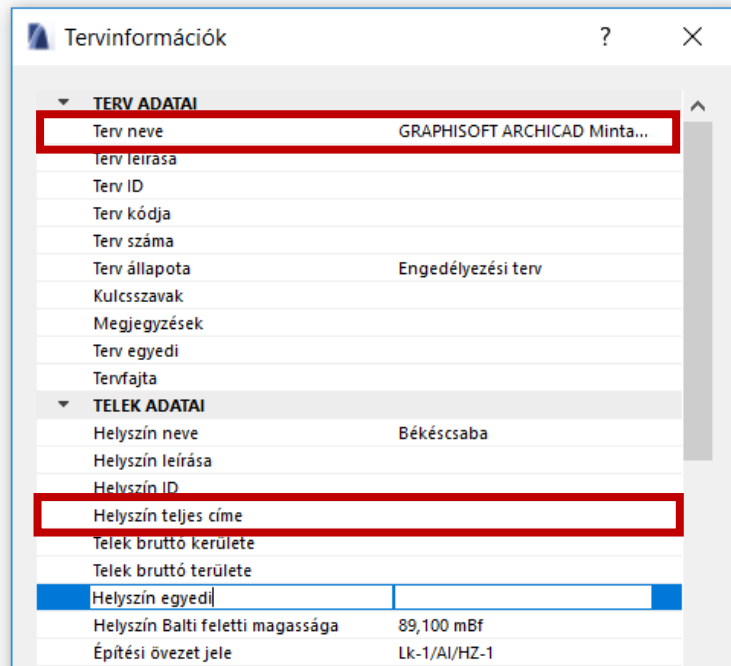 Tervinformációk ?
TERV ADATAI
Terv neve GRAPHISOFT ARCHICAD Minta...
Terv leírása
Terv ID
Terv kódja
Terv száma
Terv állapota Engedélyezési terv
Kulcsszavak
Megjegyzések
Terv egyedi
Tervfajta
TELEK ADATAI
Helyszín neve Békéscsaba
Helyszín leírása
Helyszín ID
Helyszín teljes címe
Telek bruttó kerülete
Telek bruttó területe
Helyszín egyedi
Helyszín Balti feletti magassága 89,100 mBf
Építési övezet jele Lk-1/AI/HZ-1